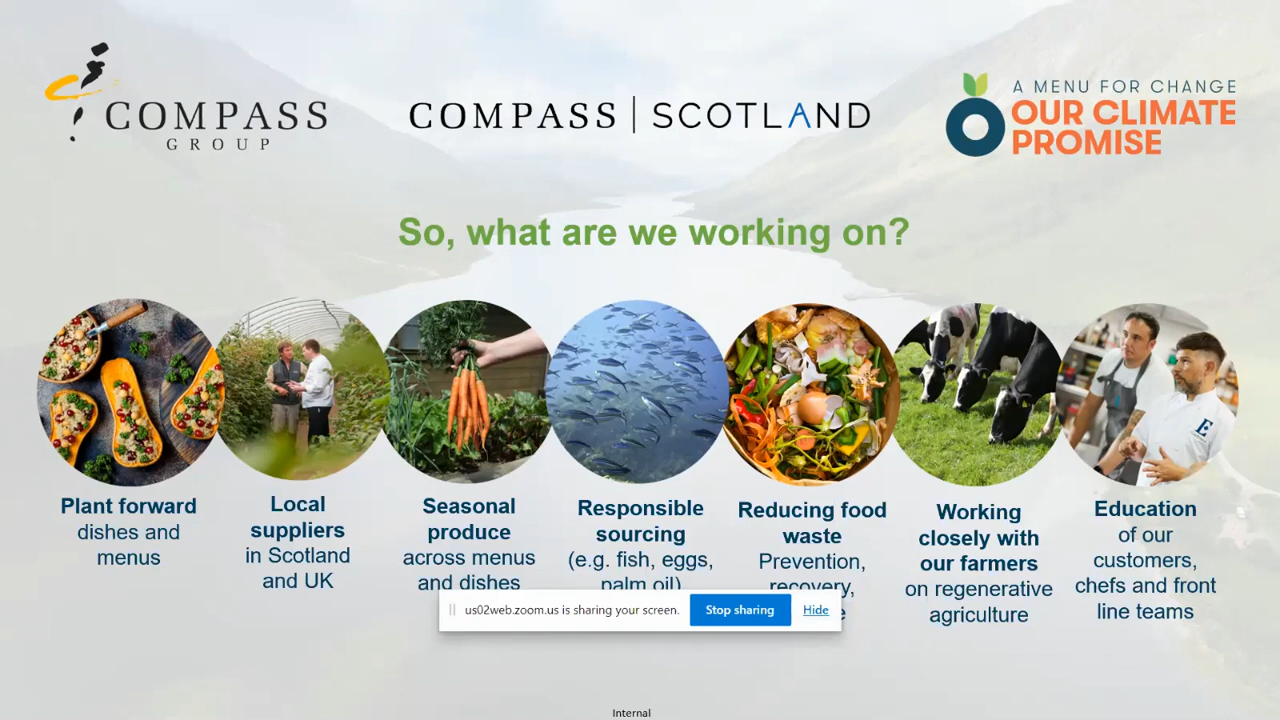 COMPASS
GROUP
COMPASS | SCOTLAND
A MENU FOR CHANGE
OUR CLIMATE
PROMISE
So, what are we working on?
Plant forward
dishes and
menus
Local
suppliers
in Scotland
and UK
Seasonal
produce
across menus
and dishes
Responsible
sourcing
(e.g. fish, eggs,
palm oil)
Reducing food
waste
Prevention,
recovery,
Working
closely with
our farmers
on regenerative
agriculture
Education
of our
customers,
chefs and front
line teams
E
us02web.zoom.us is sharing your screen.
Stop sharing
Hide
Internal